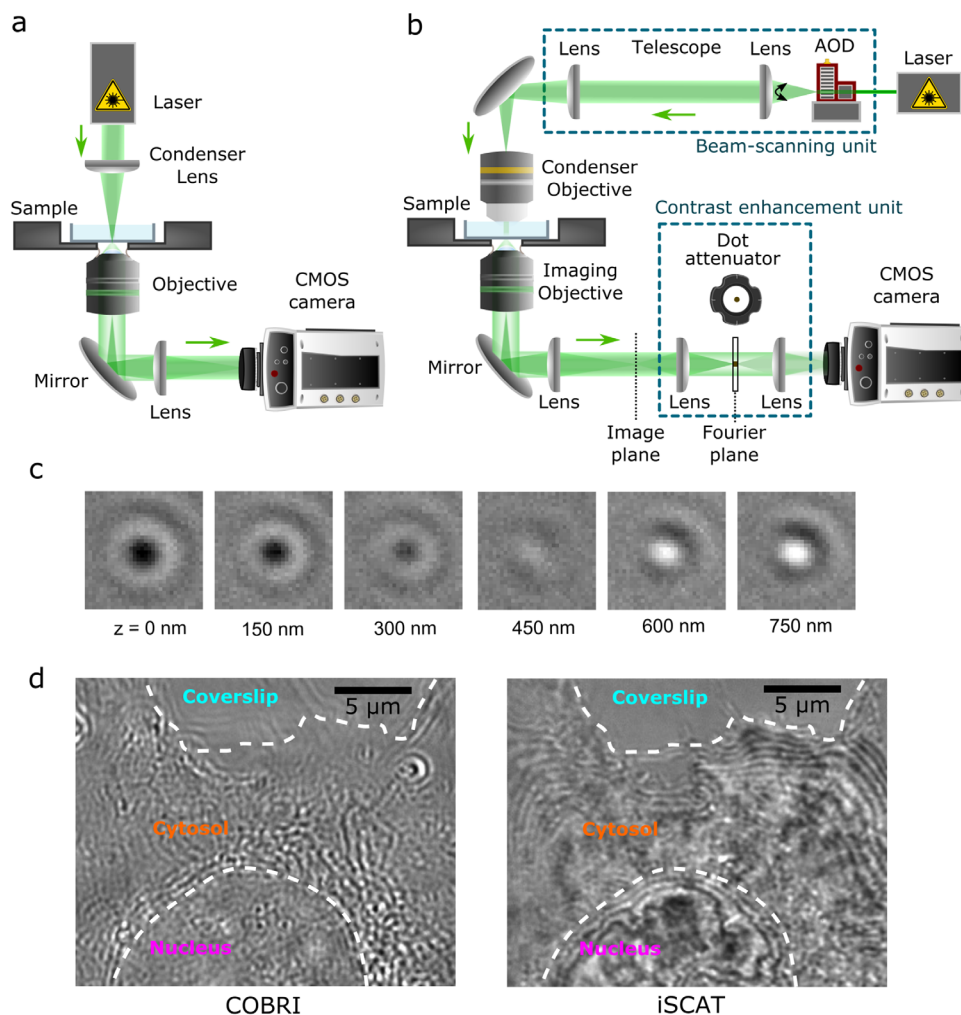 a
Laser
Condenser
Lens
Sample
Objective
CMOS
camera
Mirror
Lens
b
Lens
Telescope
Lens
AOD
Laser
Beam-scanning unit
Condenser
Objective
Sample
Contrast enhancement unit
Dot
attenuator
Imaging
Objective
CMOS
camera
Mirror
Lens
Lens
Lens
Image
plane
Fourier
plane
c
z = 0 nm
150 nm
300 nm
450 nm
600 nm
750 nm
d
Coverslip
5 µm
Cytosol
Nucleus
COBRI
Coverslip
5 µm
Cytosol
Nucleus
iSCAT